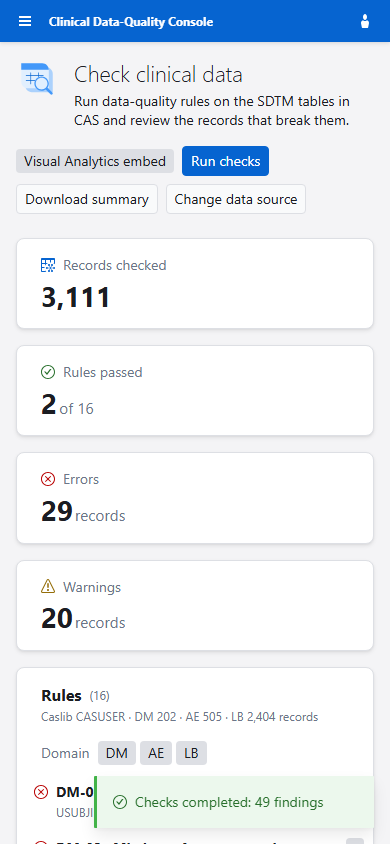 Clinical Data-Quality Console
Check clinical data
Run data-quality rules on the SDTM tables in
CAS and review the records that break them.
Visual Analytics embed
Run checks
Download summary
Change data source
Records checked
3,111
Rules passed
2 of 16
Errors
29 records
Warnings
20 records
Rules (16)
Caslib CASUSER · DM 202 · AE 505 · LB 2,404 records
Domain DM AE LB
DM-0
USUBJI
Checks completed: 49 findings